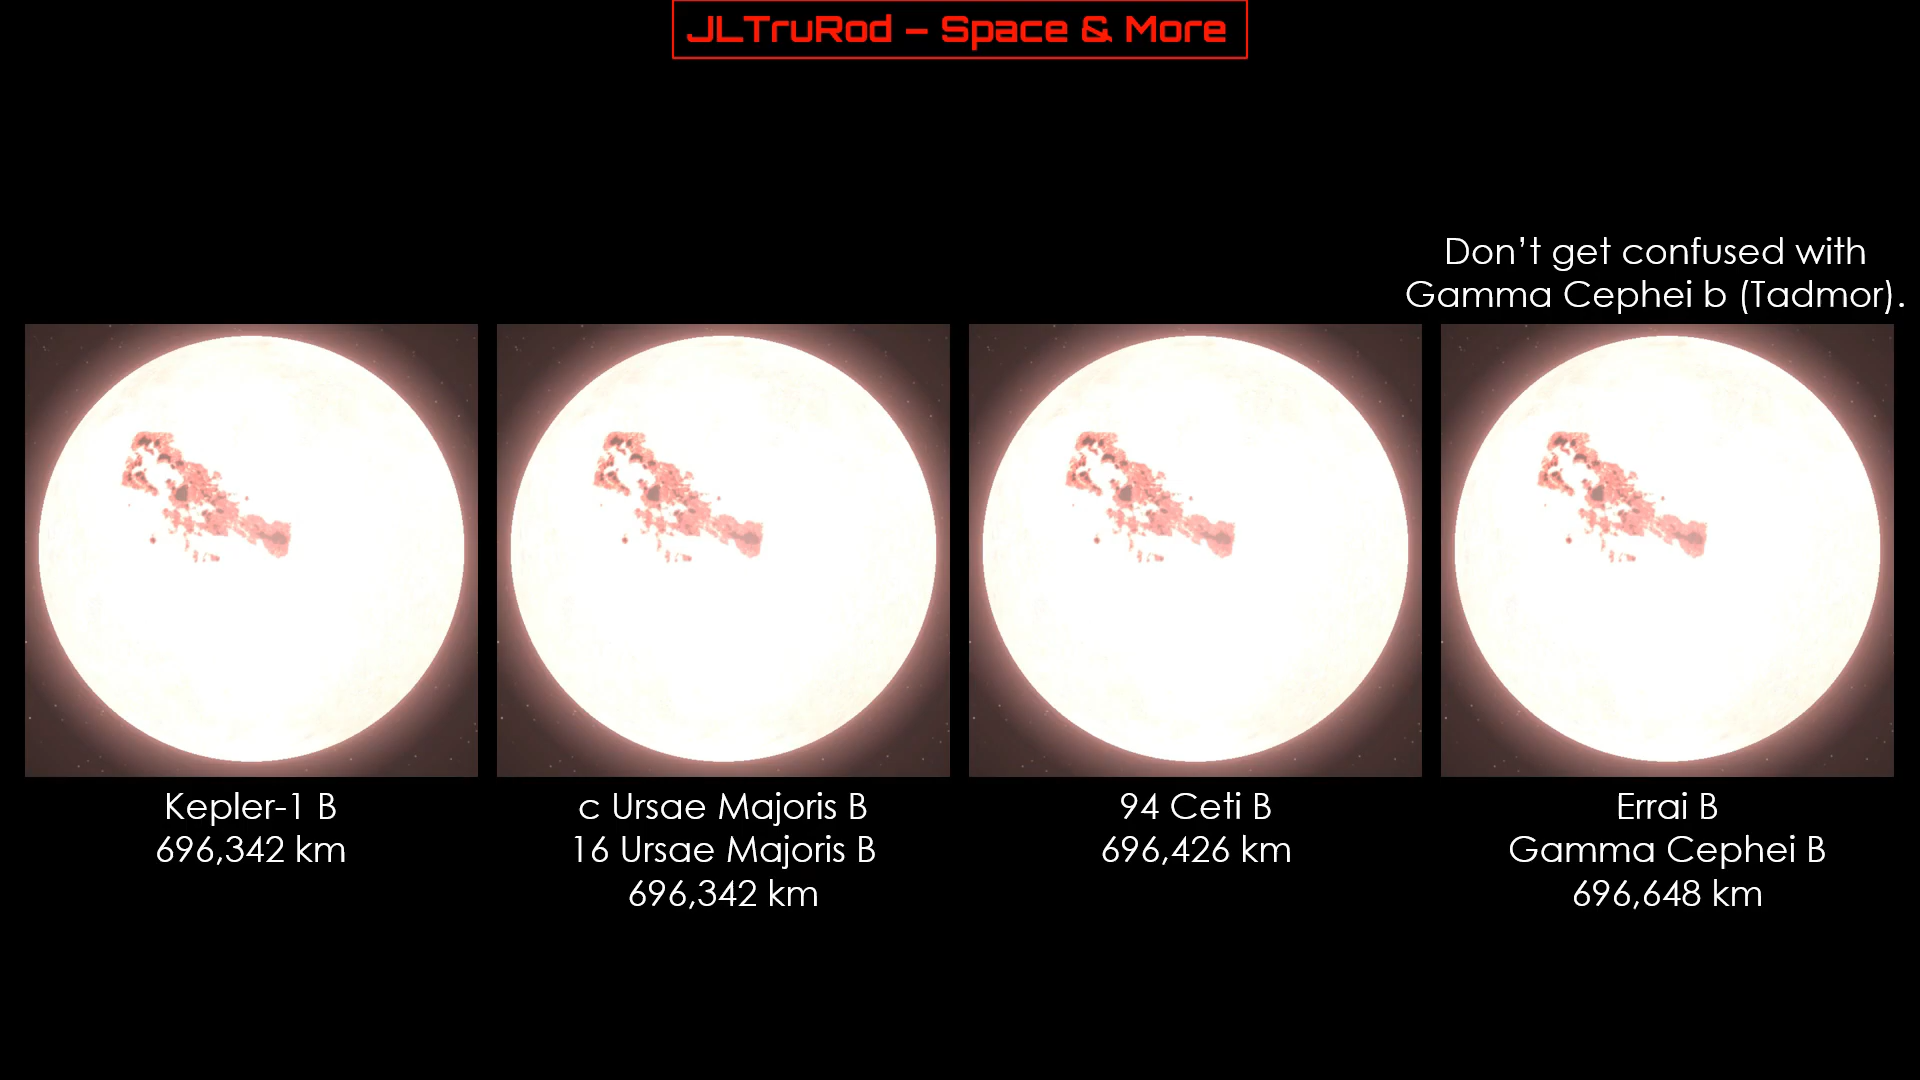 JLTruRod – Space & More
Don’t get confused with
Gamma Cephei b (Tadmor).
Kepler-1 B
696,342 km
c Ursae Majoris B
16 Ursae Majoris B
696,342 km
94 Ceti B
696,426 km
Errai B
Gamma Cephei B
696,648 km